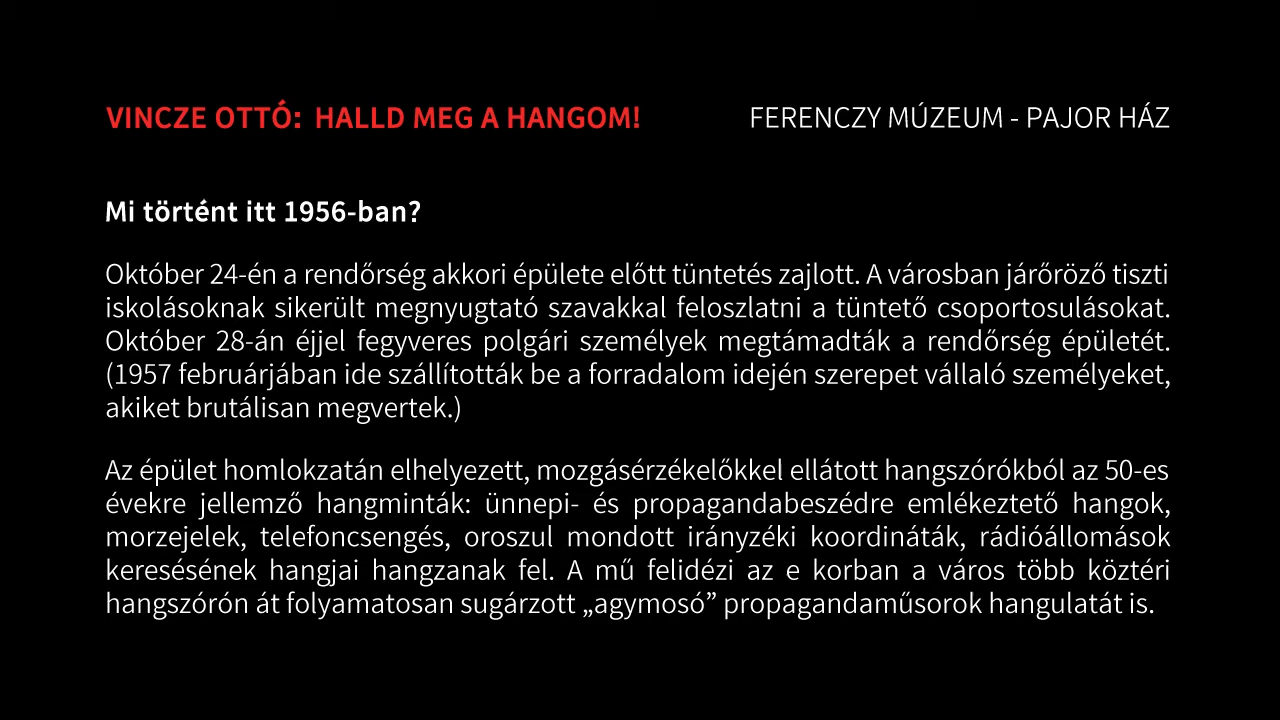 VINCZE OTTÓ: HALLD MEG A HANGOM!
FERENCZY MÚZEUM - PAJOR HÁZ
Mi történt itt 1956-ban?
Október 24-én a rendőrség akkori épülete előtt tüntetés zajlott. A városban járőröző tiszti
iskolásoknak sikerült megnyugtató szavakkal feloszlatni a tüntető csoportosulásokat.
Október 28-án éjjel fegyveres polgári személyek megtámadták a rendőrség épületét.
(1957 februárjában ide szállították be a forradalom idején szerepet vállaló személyeket,
akiket brutálisan megvertek.)
Az épület homlokzatán elhelyezett, mozgásérzékelőkkel ellátott hangszórókból az 50-es
évekre jellemző hangminták: ünnepi- és propagandabeszédre emlékeztető hangok,
morzejelek, telefoncsengés, oroszul mondott irányzéki koordináták, rádióállomások
keresésének hangjai hangzanak fel. A mű felidézi az e korban a város több köztéri
hangszórón át folyamatosan sugárzott „agymosó” propagandaműsorok hangulatát is.